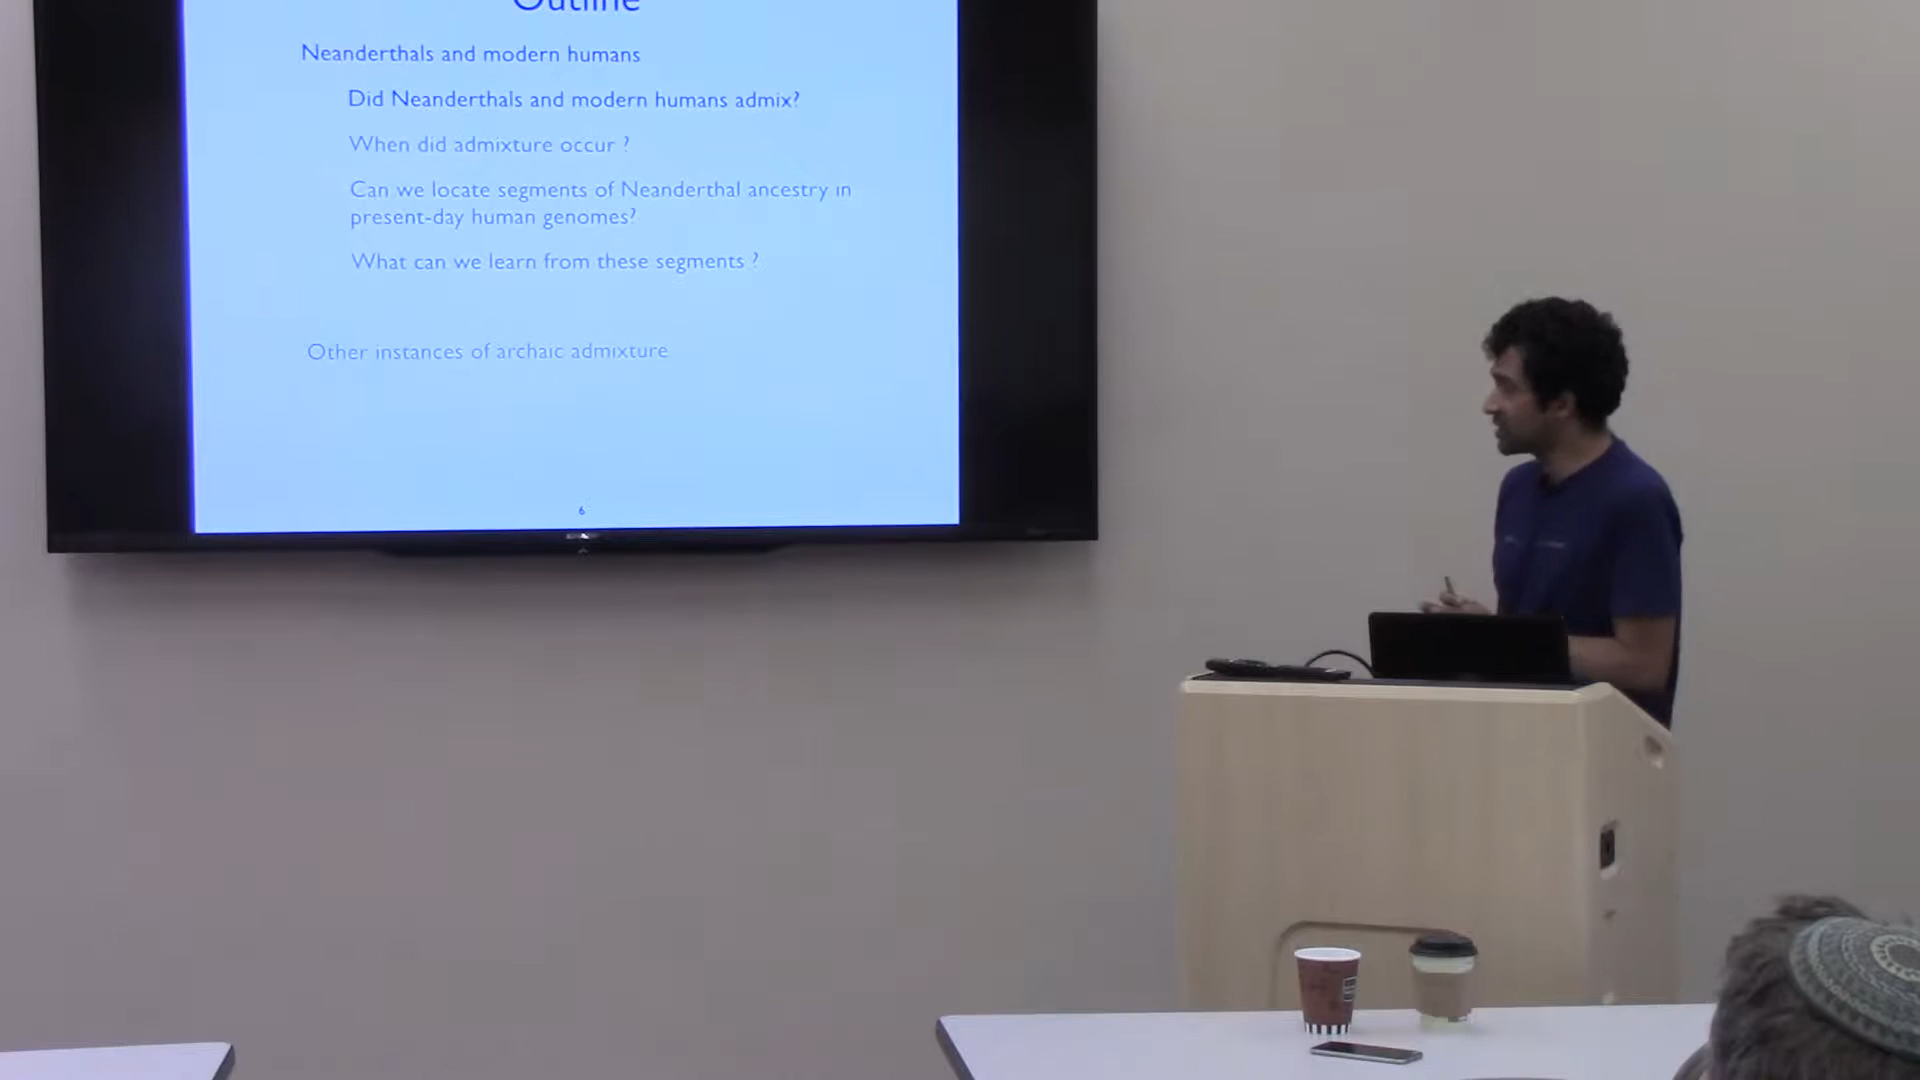 Outline
Neanderthals and modern humans
Did Neanderthals and modern humans admix?
When did admixture occur ?
Can we locate segments of Neanderthal ancestry in
present-day human genomes?
What can we learn from these segments ?
Other instances of archaic admixture
6